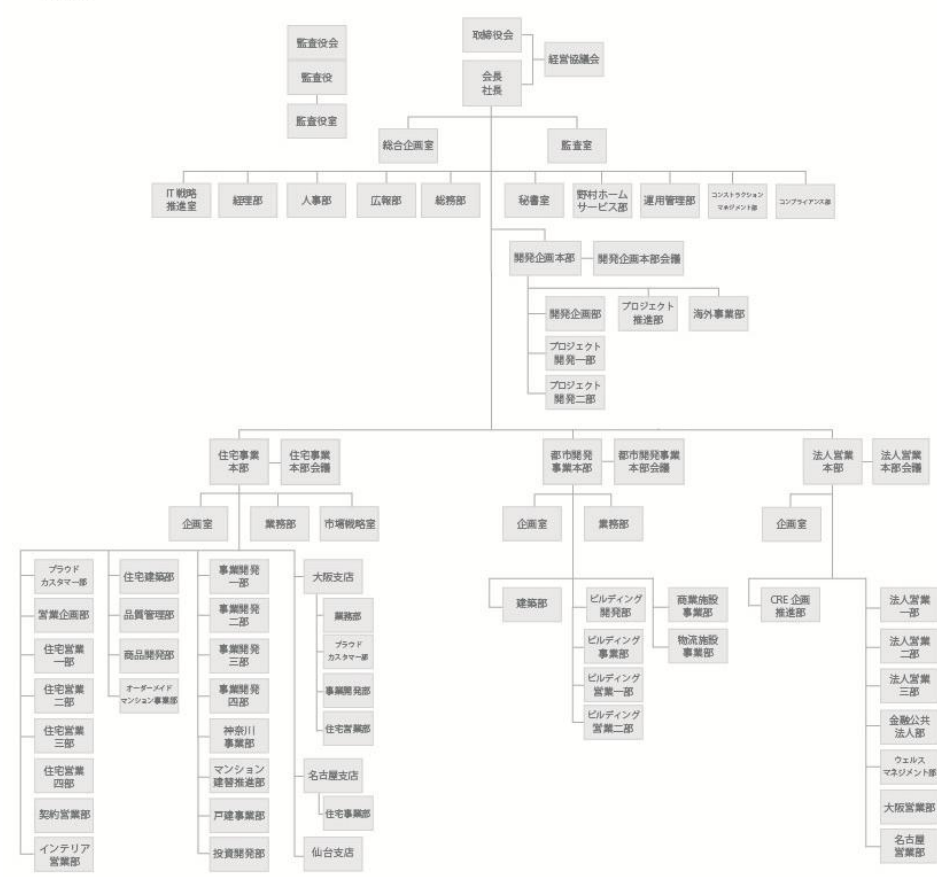 取締役会
監査役会
経営協議会
監査役
会長
社長
監査役室
総合企画室
監査室
IT 戦略
推進室
経理部
人事部
広報部
総務部
秘書室
野村ホーム
サービス部
運用管理部
コンストラクション
マネジメント部
コンプライアンス部
開発企画本部
開発企画本部会議
開発企画部
プロジェクト
推進部
海外事業部
プロジェクト
開発一部
プロジェクト
開発二部
住宅事業
本部
住宅事業
本部会議
都市開発
事業本部
都市開発事業
本部会議
法人営業
本部
法人営業
本部会議
企画室
業務部
市場戦略室
企画室
業務部
企画室
プラウド
カスタマー部
営業企画部
住宅営業
一部
住宅営業
二部
住宅営業
三部
住宅営業
四部
契約営業部
インテリア
営業部
住宅建築部
品質管理部
商品開発部
オーダーメイド
マンション事業部
事業開発
一部
事業開発
二部
事業開発
三部
事業開発
四部
神奈川
事業部
マンション
建替推進部
戸建事業部
投資開発部
大阪支店
業務部
プラウド
カスタマー部
事業開発部
住宅営業部
名古屋支店
住宅事業部
仙台支店
建築部
ビルディング
開発部
ビルディング
事業部
ビルディング
営業一部
ビルディング
営業二部
商業施設
事業部
物流施設
事業部
CRE 企画
推進部
法人営業
一部
法人営業
二部
法人営業
三部
金融公共
法人部
ウェルス
マネジメント部
大阪営業部
名古屋
営業部